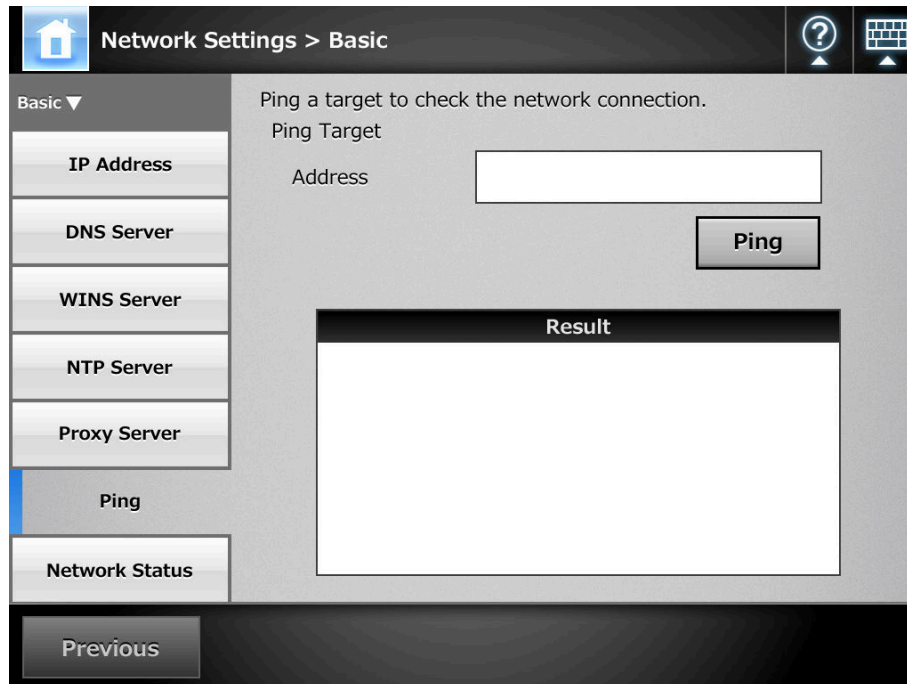 Network Settings > Basic
?
Basic ▼
IP Address
DNS Server
WINS Server
NTP Server
Proxy Server
Ping
Network Status
Ping a target to check the network connection.
Ping Target
Address
Ping
Result
Previous